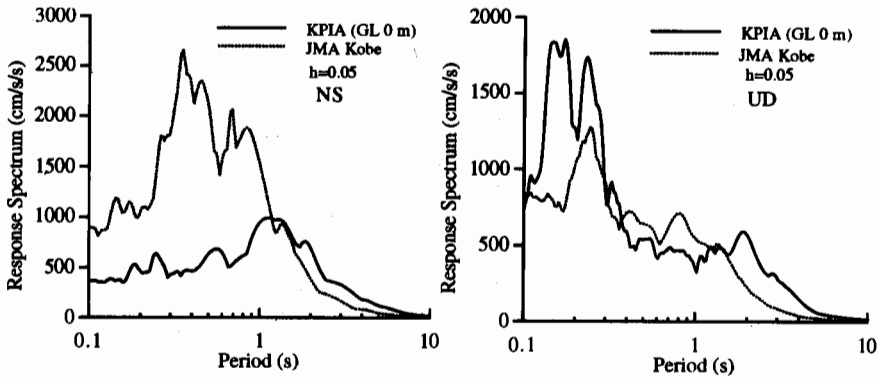 3000
2500
2000
1500
1000
500
0
0.1
1
10
Response Spectrum (cm/s/s)
Period (s)
KPIA (GL 0 m)
JMA Kobe
h=0.05
NS
2000
1500
1000
500
0
0.1
1
10
Response Spectrum (cm/s/s)
Period (s)
KPIA (GL 0 m)
JMA Kobe
h=0.05
UD